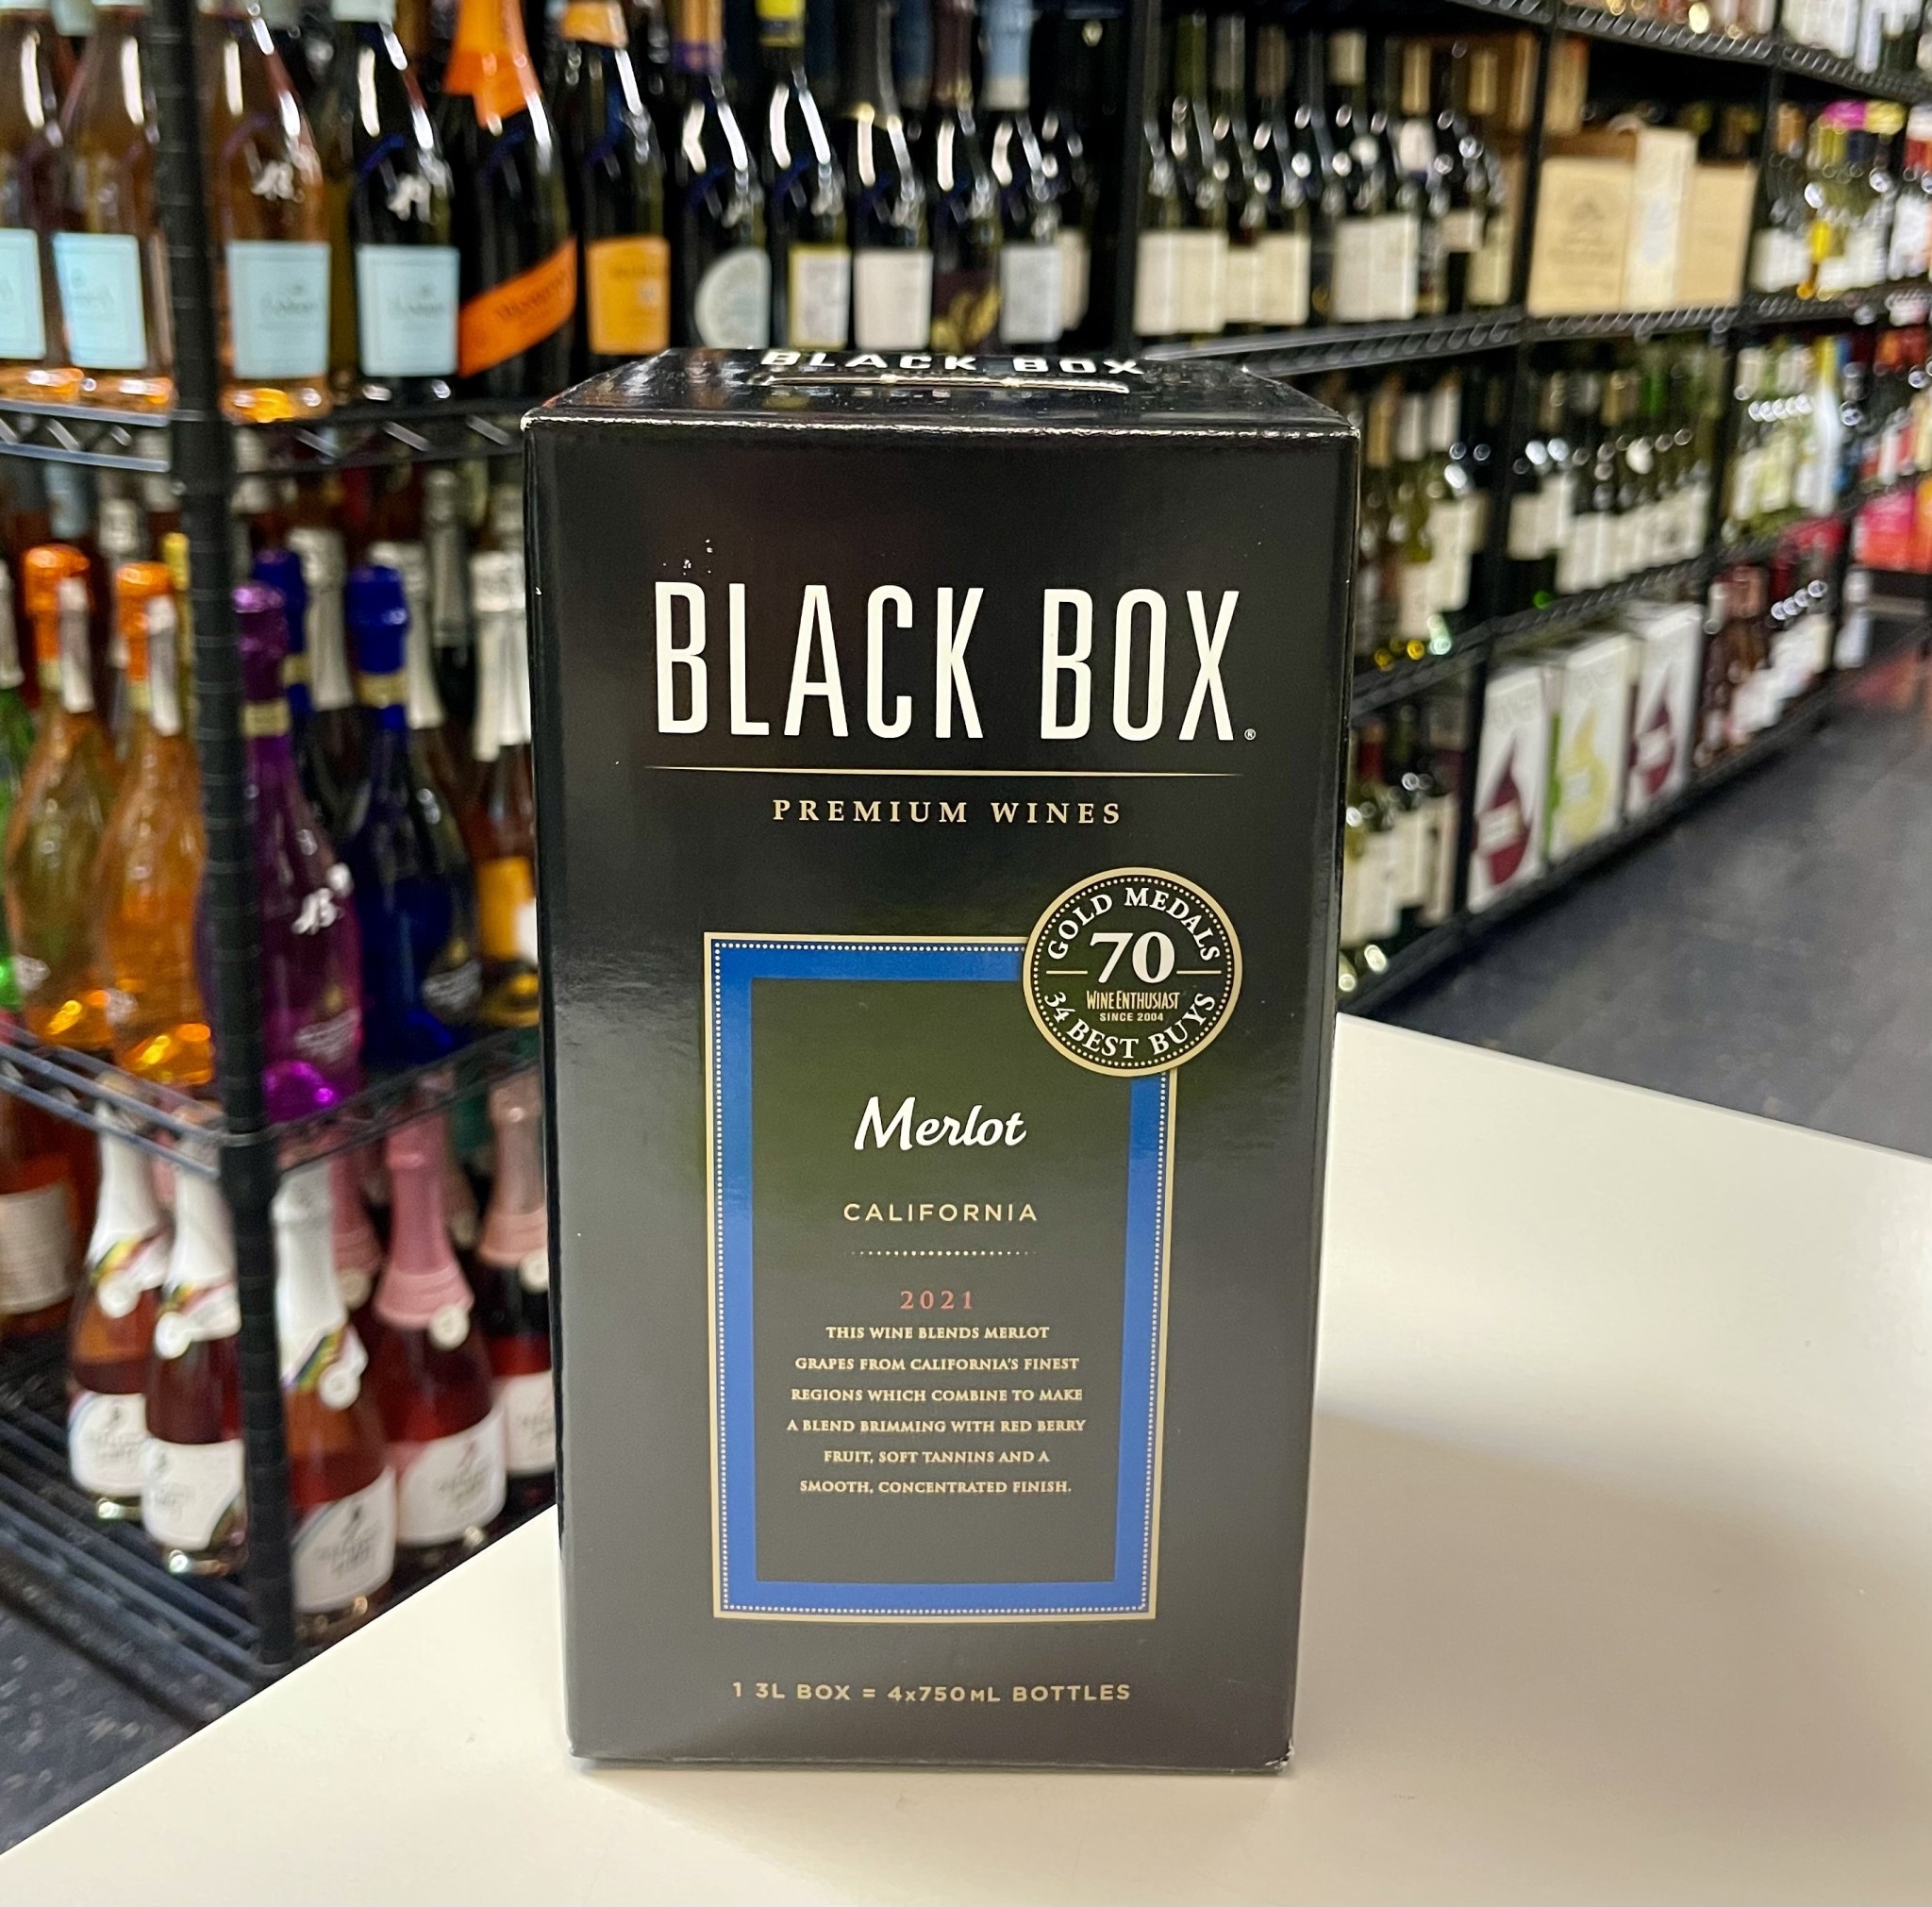 BLACK BOX
BLACK BOX®
PREMIUM WINES
GOLD MEDALS
70
WINE ENTHUSIAST
SINCE 2004
34 BEST BUYS
Merlot
CALIFORNIA
2021
THIS WINE BLENDS MERLOT
GRAPES FROM CALIFORNIA'S FINEST
REGIONS WHICH COMBINE TO MAKE
A BLEND BRIMMING WITH RED BERRY
FRUIT, SOFT TANNINS AND A
SMOOTH, CONCENTRATED FINISH.
1 3L BOX = 4x750ML BOTTLES